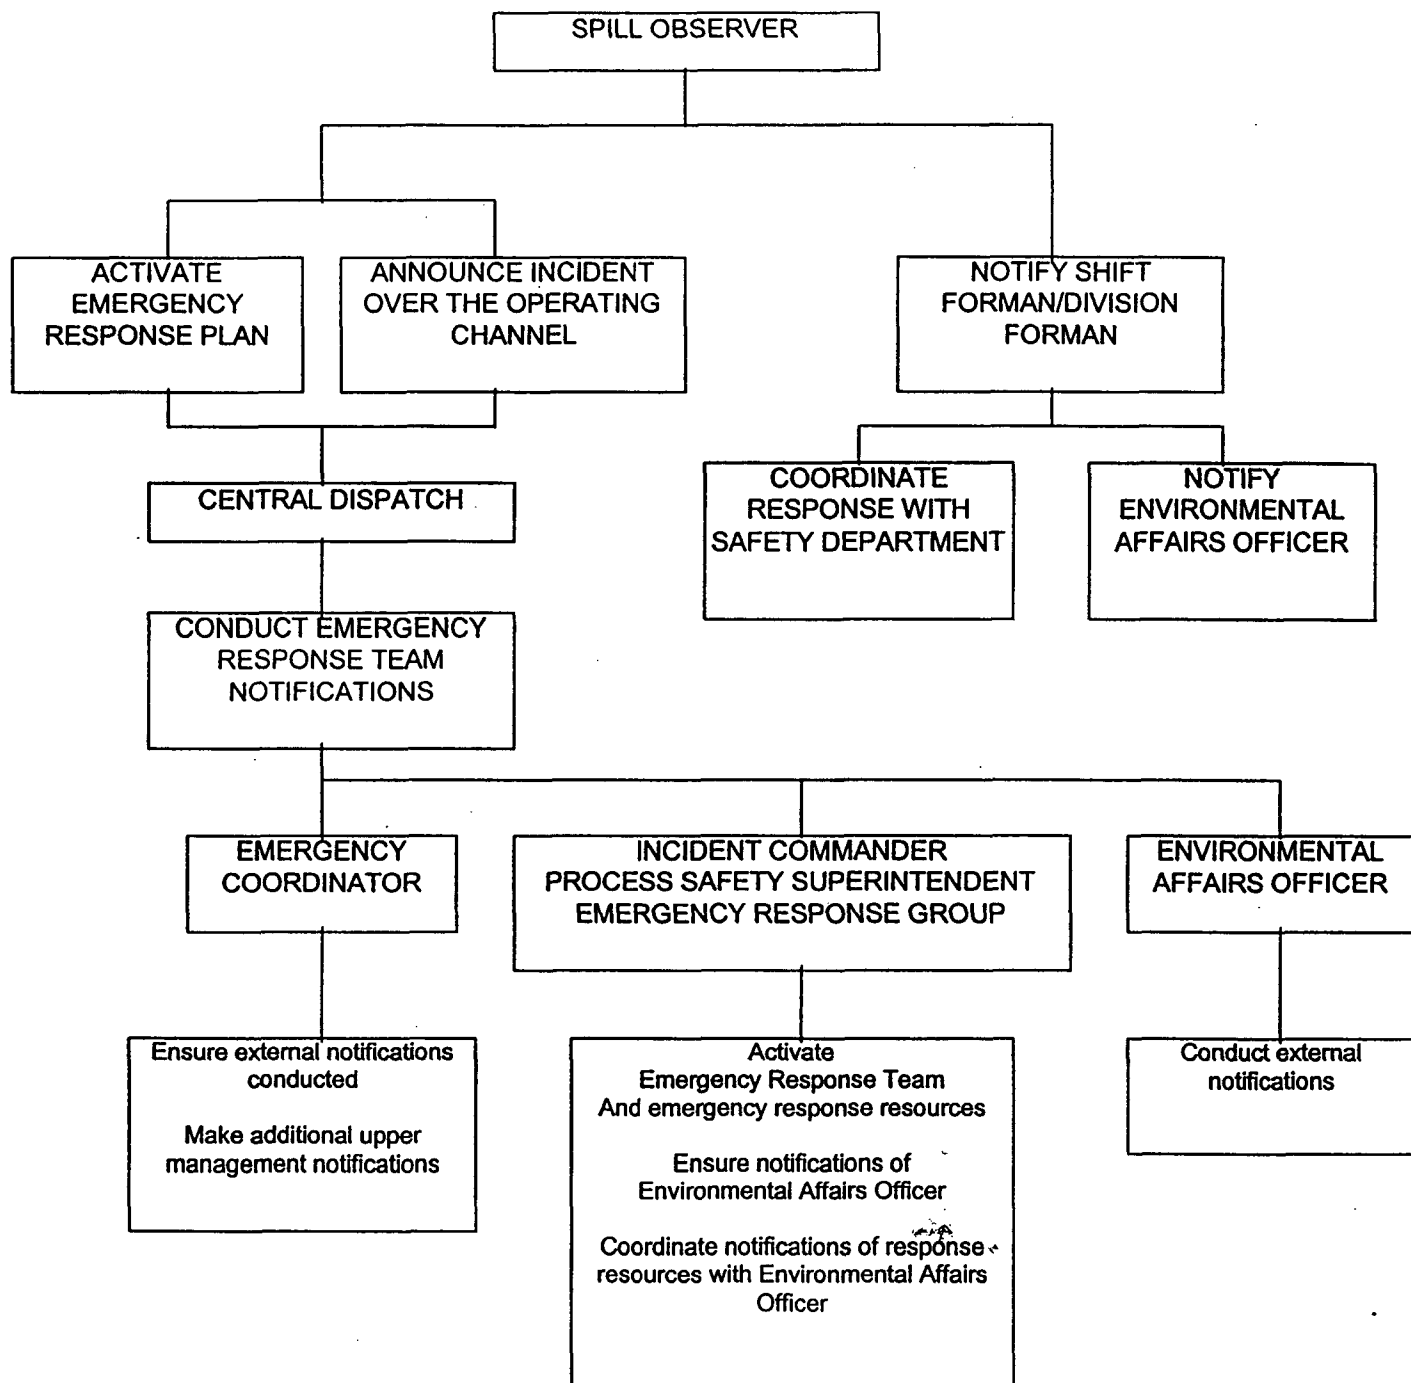 SPILL OBSERVER
ACTIVATE
EMERGENCY
RESPONSE PLAN
ANNOUNCE INCIDENT
OVER THE OPERATING
CHANNEL
NOTIFY SHIFT
FORMAN/DIVISION
FORMAN
CENTRAL DISPATCH
COORDINATE
RESPONSE WITH
SAFETY DEPARTMENT
NOTIFY
ENVIRONMENTAL
AFFAIRS OFFICER
CONDUCT EMERGENCY
RESPONSE TEAM
NOTIFICATIONS
EMERGENCY
COORDINATOR
INCIDENT COMMANDER
PROCESS SAFETY SUPERINTENDENT
EMERGENCY RESPONSE GROUP
ENVIRONMENTAL
AFFAIRS OFFICER
Ensure external notifications
conducted
Make additional upper
management notifications
Activate
Emergency Response Team
And emergency response resources
Ensure notifications of
Environmental Affairs Officer
Coordinate notifications of response
resources with Environmental Affairs
Officer
Conduct external
notifications